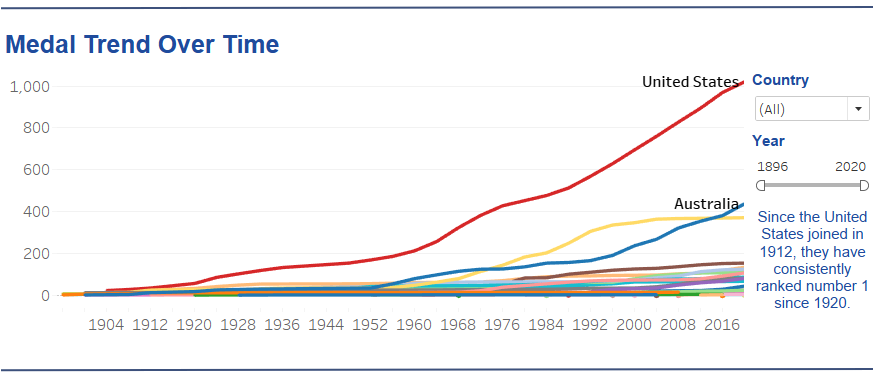 Medal Trend Over Time
1,000
800
600
400
200
0
United States
Australia
1904 1912 1920 1928 1936 1944 1952 1960 1968 1976 1984 1992 2000 2008 2016
Country
(All)
Year
1896 2020
Since the United
States joined in
1912, they have
consistently
ranked number 1
since 1920.